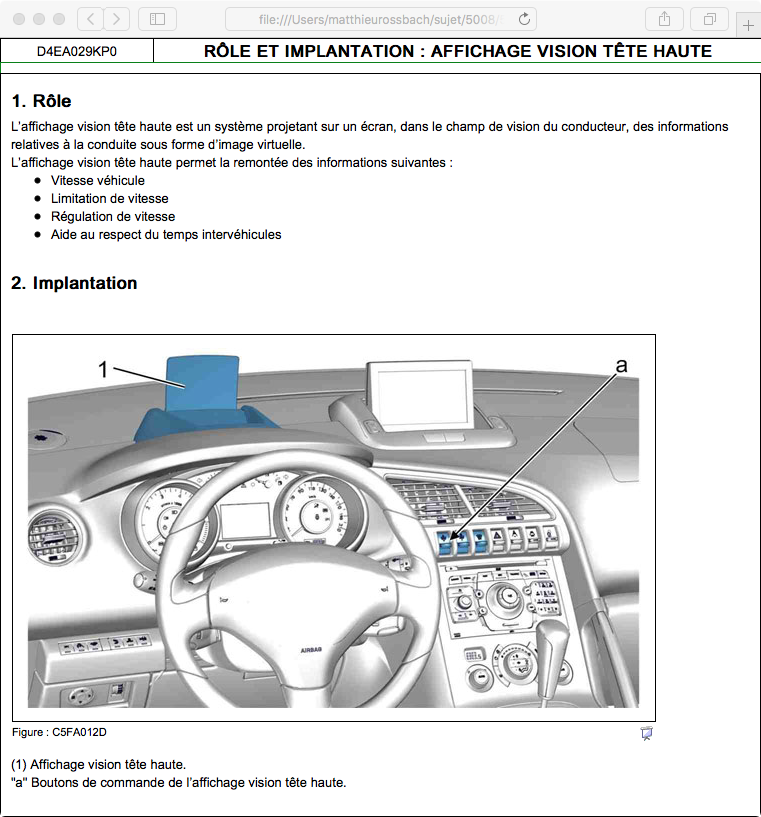 file:///Users/matthieurossbach/sujet/5008/
D4EA029KP0
RÔLE ET IMPLANTATION : AFFICHAGE VISION TÊTE HAUTE
1. Rôle
L'affichage vision tête haute est un système projetant sur un écran, dans le champ de vision du conducteur, des informations
relatives à la conduite sous forme d'image virtuelle.
L'affichage vision tête haute permet la remontée des informations suivantes :
Vitesse véhicule
Limitation de vitesse
Régulation de vitesse
Aide au respect du temps intervéhicules
2. Implantation
1
a
AIRBAG
Figure : C5FA012D
(1) Affichage vision tête haute.
"a" Boutons de commande de l'affichage vision tête haute.